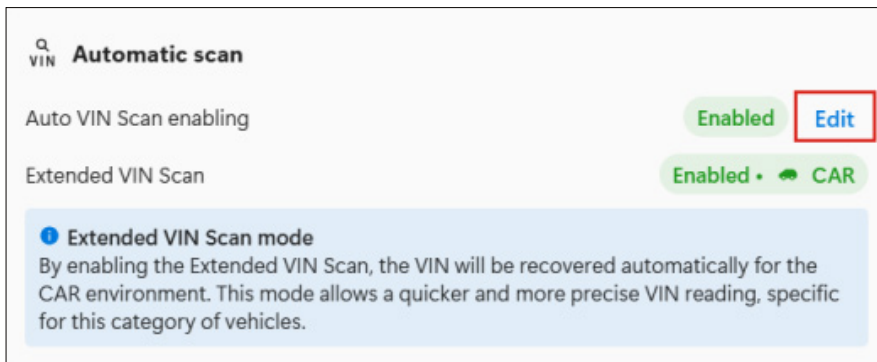 VIN Automatic scan
Auto VIN Scan enabling Enabled Edit
Extended VIN Scan Enabled • CAR
Extended VIN Scan mode
By enabling the Extended VIN Scan, the VIN will be recovered automatically for the
CAR environment. This mode allows a quicker and more precise VIN reading, specific
for this category of vehicles.